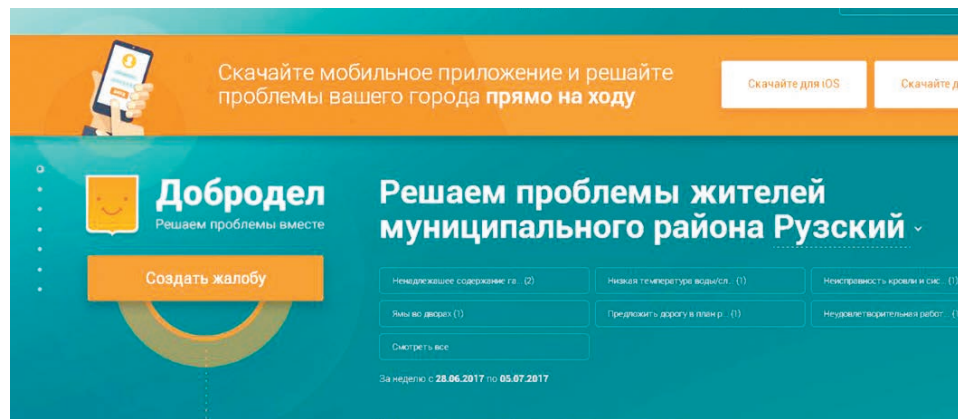 Скачайте мобильное приложение и решайте
проблемы вашего города прямо на ходу
Скачайте для iOS
Скачайте д
Добродел
Решаем проблемы вместе
Создать жалобу
Решаем проблемы жителей
муниципального района Рузский
Ненадлежащее содержание га... (2)
Низкая температура воды/сл... (1)
Неисправность кровли и сис... (1)
Ямы во дворах (1)
Предложить дорогу в план р... (1)
Неудовлетворительная работ... (1
Смотреть все
За неделю с 28.06.2017 по 05.07.2017